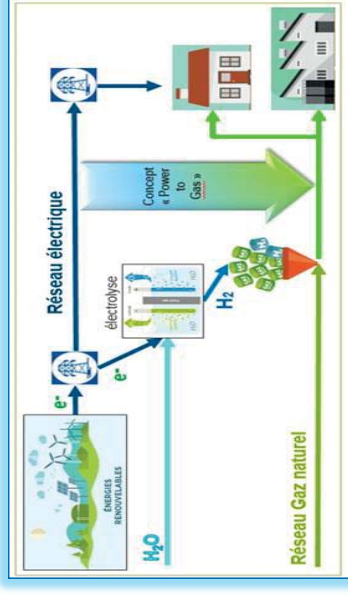 Réseau électrique
e-
e-
ÉNERGIES
RENOUVELABLES
électrolyse
Concept
« Power
to
Gas »
H₂O
H₂
Réseau Gaz naturel